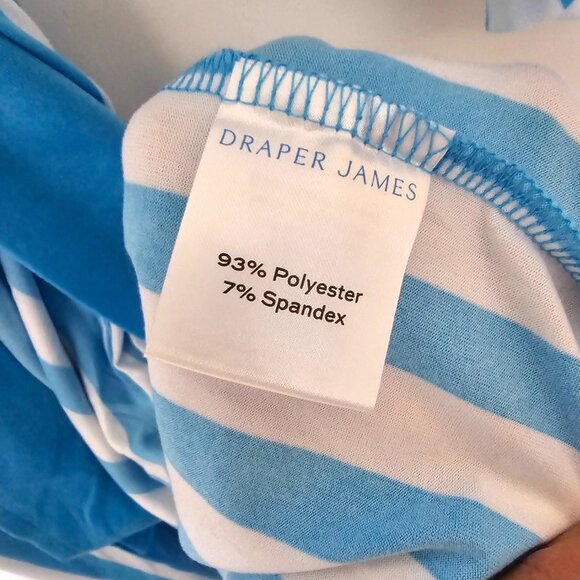 DRAPER JAMES
93% Polyester
7% Spandex